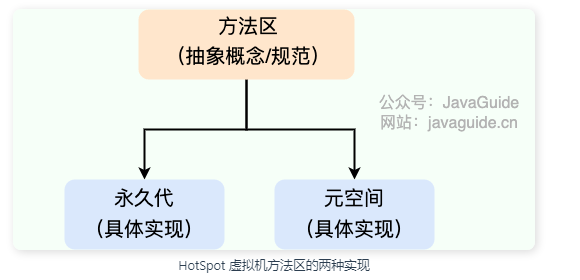 方法区
（抽象概念/规范）
公众号：JavaGuide
网站：javaguide.cn
永久代
（具体实现）
元空间
（具体实现）
HotSpot 虚拟机方法区的两种实现